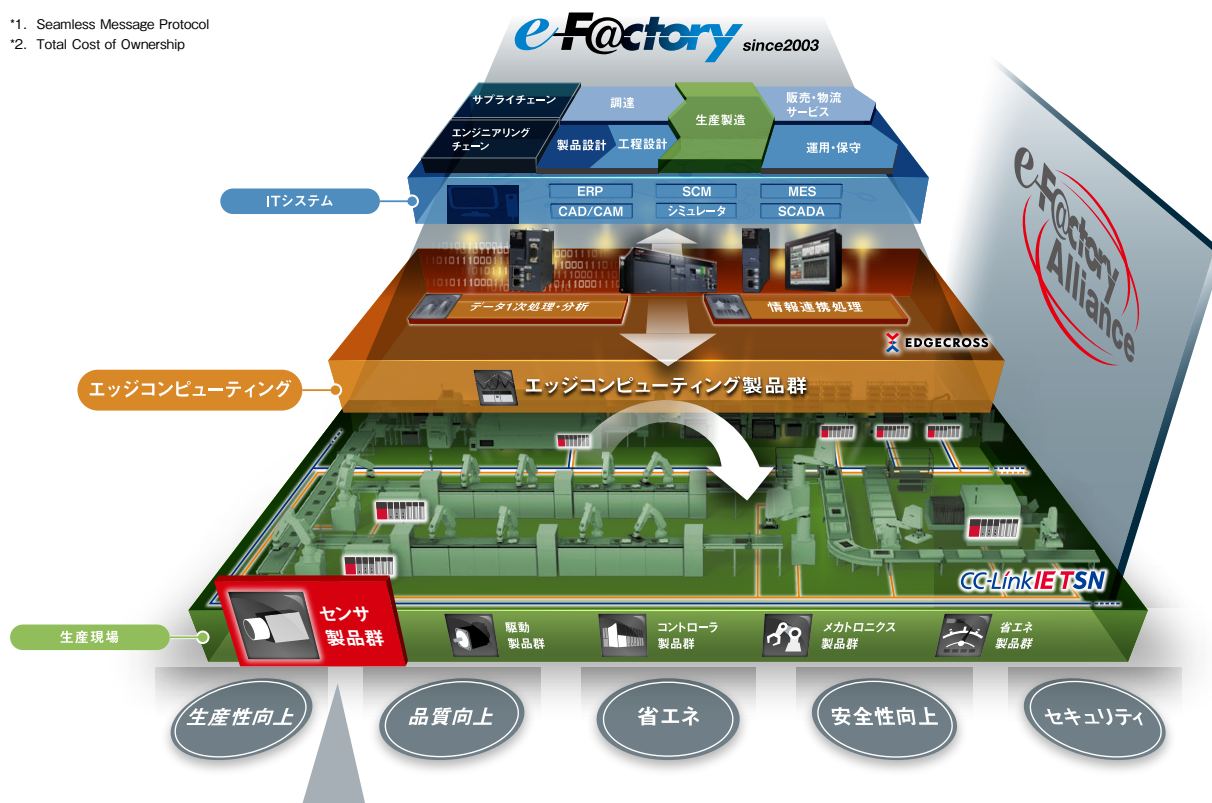 *1. Seamless Message Protocol
*2. Total Cost of Ownership
e-F@ctory since2003
サプライチェーン
調達
生産製造
販売・物流
サービス
エンジニアリング
チェーン
製品設計
工程設計
運用・保守
ITシステム
ERP
SCM
MES
CAD/CAM
シミュレータ
SCADA
データ1次処理・分析
情報連携処理
EDGECROSS
エッジコンピューティング
エッジコンピューティング製品群
e-F@ctory
Alliance
CC-Link IE TSN
生産現場
センサ
製品群
駆動
製品群
コントローラ
製品群
メカトロニクス
製品群
省エネ
製品群
生産性向上
品質向上
省エネ
安全性向上
セキュリティ